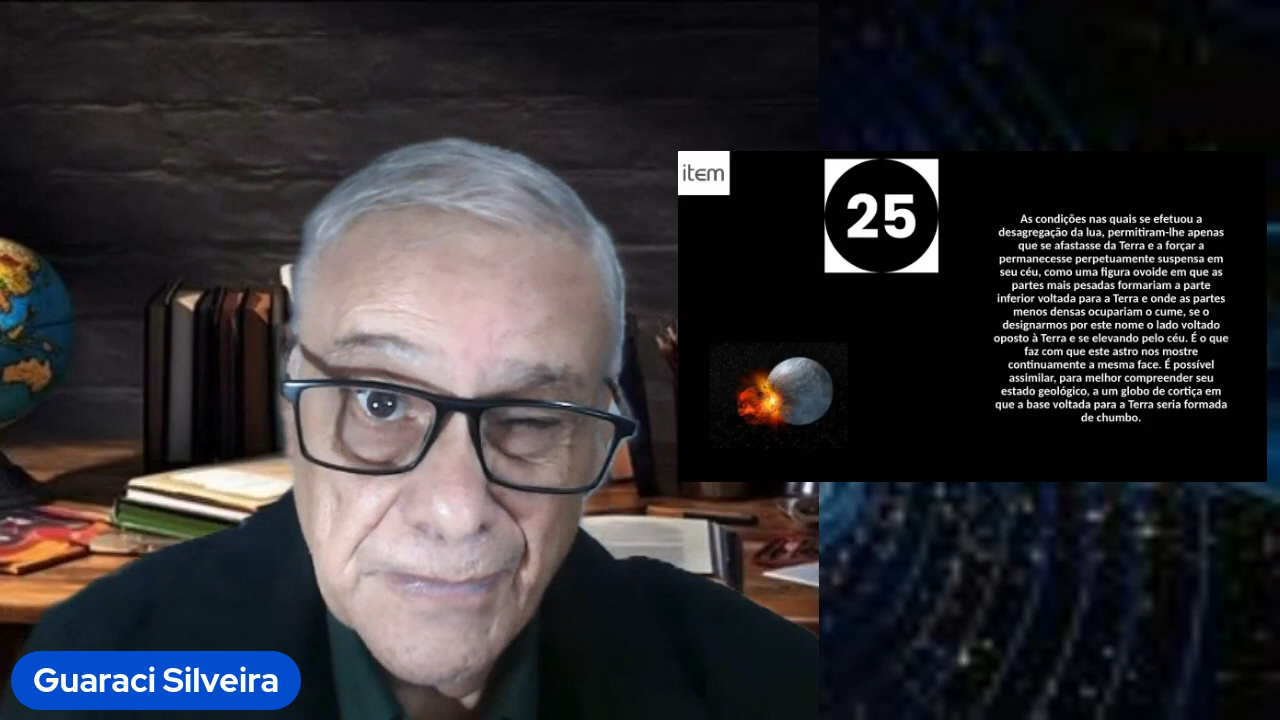 item
25
As condições nas quais se efetuou a
desagregação da lua, permitiram-lhe apenas
que se afastasse da Terra e a forçar a
permanecesse perpetuamente suspensa em
seu céu, como uma figura ovoide em que as
partes mais pesadas formariam a parte
inferior voltada para a Terra e onde as partes
menos densas ocupariam o cume, se o
designarmos por este nome o lado voltado
oposto à Terra e se elevando pelo céu. É o que
faz com que este astro nos mostre
continuamente a mesma face. É possível
assimilar, para melhor compreender seu
estado geológico, a um globo de cortiça em
que a base voltada para a Terra seria formada
de chumbo.
Guaraci Silveira